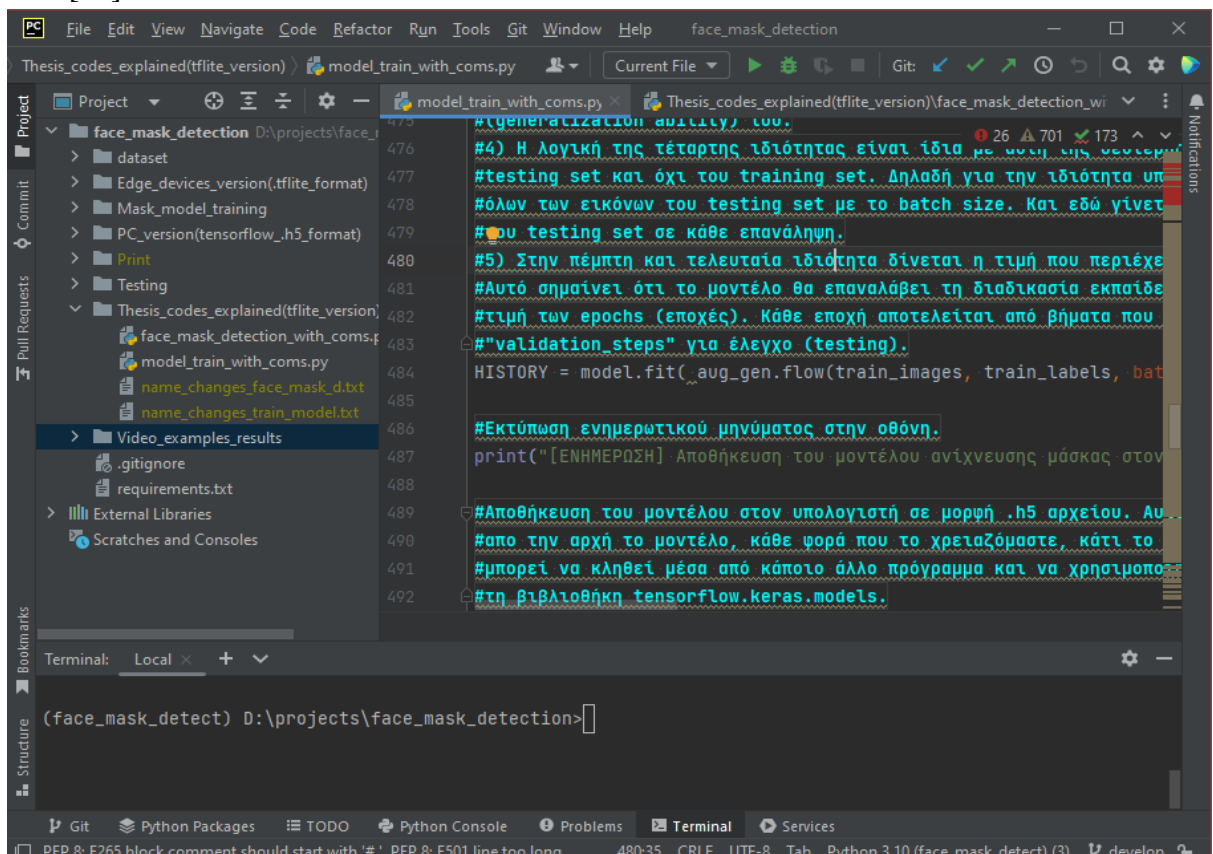 PC File Edit View Navigate Code Refactor Run Tools Git Window Help face_mask_detection
Thesis_codes_explained(tflite_version) model_train_with_coms.py Current File Git:
Project model_train_with_coms.py Thesis_codes_explained(tflite_version)\face_mask_detection_wi
Project
Commit
Pull Requests
Bookmarks
Structure
Notifications
face_mask_detection D:\projects\face_r
dataset
Edge_devices_version(.tflite_format)
Mask_model_training
PC_version(tensorflow_.h5_format)
Print
Testing
Thesis_codes_explained(tflite_version)
face_mask_detection_with_coms.p
model_train_with_coms.py
name_changes_face_mask_d.txt
name_changes_train_model.txt
Video_examples_results
.gitignore
requirements.txt
External Libraries
Scratches and Consoles
26 701 173
475 #(generalization ability) του.
476 #4) Η λογική της τέταρτης ιδιότητας είναι ίδια με αυτή της
477 #testing set και όχι του training set. Δηλαδή για την ιδιότητα υπ
478 #όλων των εικόνων του testing set με το batch size. Και εδώ γίνετ
479 #του testing set σε κάθε επανάληψη.
480 #5) Στην πέμπτη και τελευταία ιδιότητα δίνεται η τιμή που περιέχε
481 #Αυτό σημαίνει ότι το μοντέλο θα επαναλάβει τη διαδικασία εκπαίδε
482 #τιμή των epochs (εποχές). Κάθε εποχή αποτελείται από βήματα που
483 #"validation_steps" για έλεγχο (testing).
484 HISTORY = model.fit( aug_gen.flow(train_images, train_labels, bat
485
486 #Εκτύπωση ενημερωτικού μηνύματος στην οθόνη.
487 print("[ΕΝΗΜΕΡΩΣΗ] Αποθήκευση του μοντέλου ανίχνευσης μάσκας στον
488
489 #Αποθήκευση του μοντέλου στον υπολογιστή σε μορφή .h5 αρχείου. Αυ
490 #απο την αρχή το μοντέλο, κάθε φορά που το χρειαζόμαστε, κάτι το
491 #μπορεί να κληθεί μέσα από κάποιο άλλο πρόγραμμα και να χρησιμοπο
492 #τη βιβλιοθήκη tensorflow.keras.models.
Terminal: Local
(face_mask_detect) D:\projects\face_mask_detection>
Git Python Packages TODO Python Console Problems Terminal Services
PEP 8: E265 block comment should start with '# ' PEP 8: E501 line too long 480:35 CRLF UTF-8 Tab Python 3.10 (face_mask_detect) (3) develop